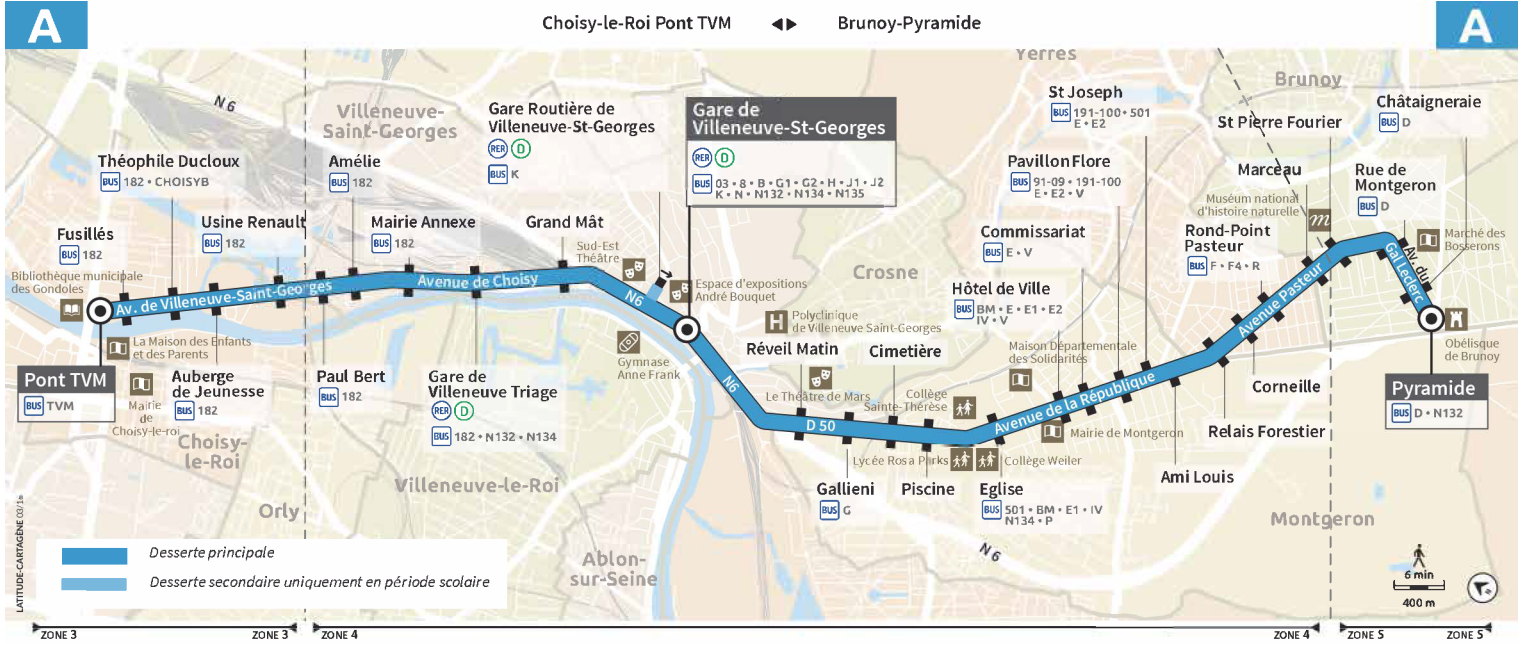 A
Choisy-le-Roi Pont TVM
Brunoy-Pyramide
A
N6
Villeneuve-
Saint-Georges
Yerres
Brunoy
Gare Routière de
Villeneuve-St-Georges
RER D
BUS K
Gare de
Villeneuve-St-Georges
RER D
BUS 03 • 8 • B • G1 • G2 • H • J1 • J2
K • N • N132 • N134 • N135
St Joseph
BUS 191-100 • 501
E • E2
St Pierre Fourier
Châtaigneraie
BUS D
Théophile Ducloux
BUS 182 • CHOISYB
Amélie
BUS 182
Pavillon Flore
BUS 91-09 • 191-100
E • E2 • V
Marceau
Rue de
Montgeron
BUS D
Muséum national
d'histoire naturelle
m
Usine Renault
BUS 182
Mairie Annexe
BUS 182
Grand Mât
Fusillés
BUS 182
Sud-Est
Théâtre
Commissariat
BUS E • V
Rond-Point
Pasteur
BUS F • F4 • R
Marché des
Bosserons
Bibliothèque municipale
des Gondoles
Av. de Villeneuve-Saint-Georges
Avenue de Choisy
N6
Espace d'expositions
André Bouquet
Crosne
Hôtel de Ville
BUS BM • E • E1 • E2
IV • V
Avenue Pasteur
Av. du
Gal Leclerc
H
Polyclinique
de Villeneuve Saint-Georges
La Maison des Enfants
et des Parents
Gymnase
Anne Frank
Réveil Matin
Cimetière
Maison Départementale
des Solidarités
Obélisque
de Brunoy
Pont TVM
BUS TVM
Mairie
de
Choisy-le-roi
Auberge
de Jeunesse
BUS 182
Paul Bert
BUS 182
Gare de
Villeneuve Triage
RER D
BUS 182 • N132 • N134
N6
Le Théâtre de Mars
Collège
Sainte-Thérèse
Avenue de la République
Corneille
Pyramide
BUS D • N132
D 50
Mairie de Montgeron
Relais Forestier
Choisy-
le-Roi
Lycée Rosa Parks
Collège Weiler
Ami Louis
Villeneuve-le-Roi
Gallieni
BUS G
Piscine
Eglise
BUS 501 • BM • E1 • IV
N134 • P
Orly
Montgeron
LATITUDE-CARTAGÈNE
Desserte principale
Desserte secondaire uniquement en période scolaire
Ablon-
sur-Seine
N6
6 min
400 m
ZONE 3
ZONE 3
ZONE 4
ZONE 4
ZONE 5
ZONE 5